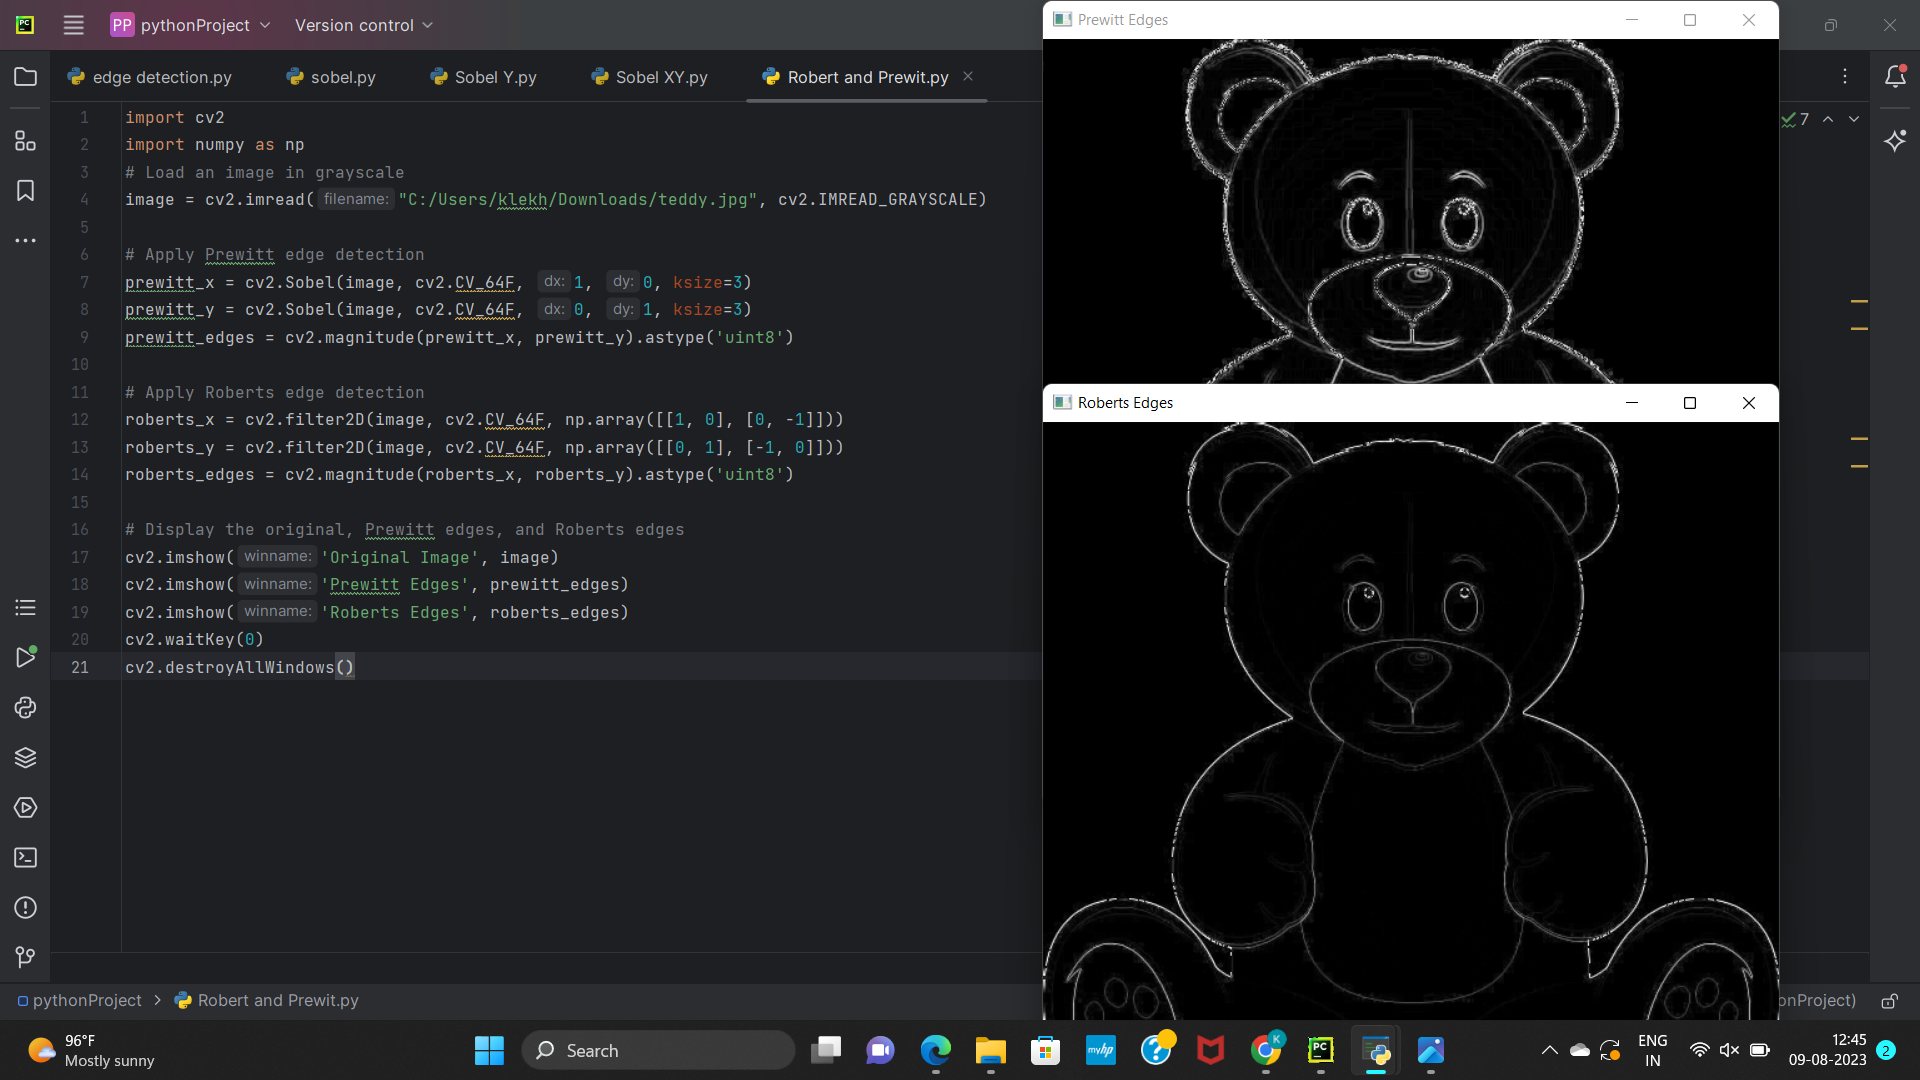 PC PP pythonProject Version control
edge detection.py sobel.py Sobel Y.py Sobel XY.py Robert and Prewit.py
7
1 import cv2
2 import numpy as np
3 # Load an image in grayscale
4 image = cv2.imread( filename: "C:/Users/klekh/Downloads/teddy.jpg", cv2.IMREAD_GRAYSCALE)
5
6 # Apply Prewitt edge detection
7 prewitt_x = cv2.Sobel(image, cv2.CV_64F, dx: 1, dy: 0, ksize=3)
8 prewitt_y = cv2.Sobel(image, cv2.CV_64F, dx: 0, dy: 1, ksize=3)
9 prewitt_edges = cv2.magnitude(prewitt_x, prewitt_y).astype('uint8')
10
11 # Apply Roberts edge detection
12 roberts_x = cv2.filter2D(image, cv2.CV_64F, np.array([[1, 0], [0, -1]]))
13 roberts_y = cv2.filter2D(image, cv2.CV_64F, np.array([[0, 1], [-1, 0]]))
14 roberts_edges = cv2.magnitude(roberts_x, roberts_y).astype('uint8')
15
16 # Display the original, Prewitt edges, and Roberts edges
17 cv2.imshow( winname: 'Original Image', image)
18 cv2.imshow( winname: 'Prewitt Edges', prewitt_edges)
19 cv2.imshow( winname: 'Roberts Edges', roberts_edges)
20 cv2.waitKey(0)
21 cv2.destroyAllWindows()
Prewitt Edges
Roberts Edges
pythonProject > Robert and Prewit.py
onProject)
96°F
Mostly sunny
Search
myhp
K
PC
ENG
IN
12:45
09-08-2023
2